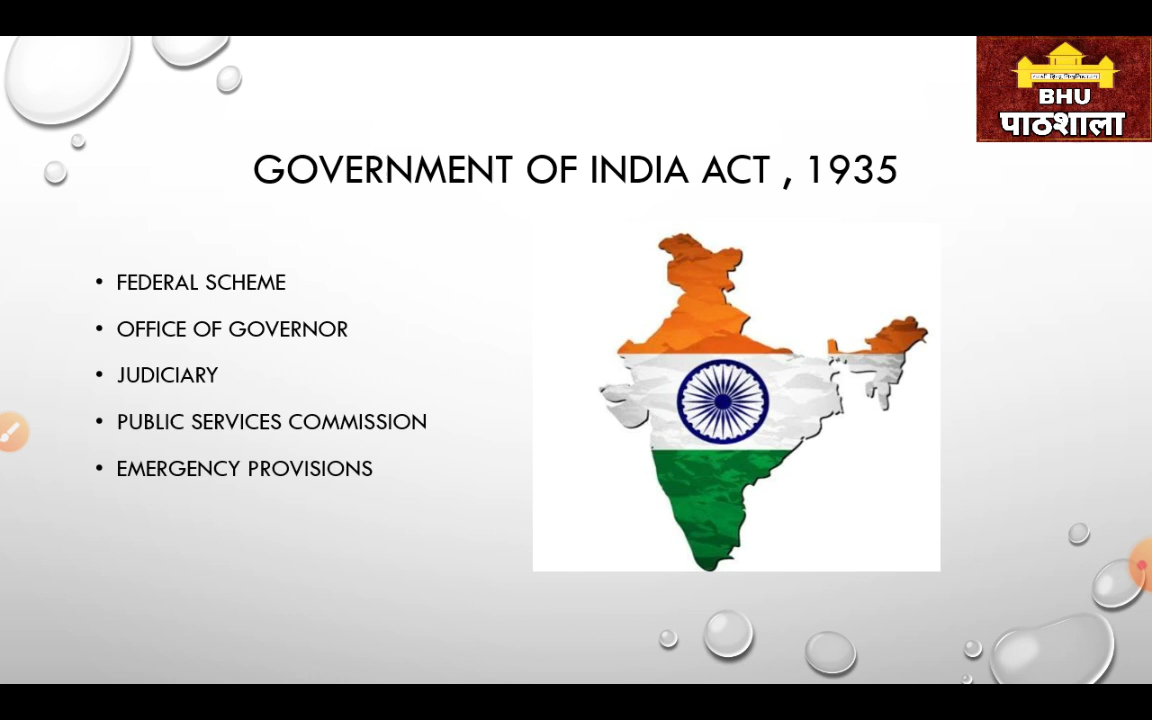 BHU
पाठशाला
GOVERNMENT OF INDIA ACT , 1935
• FEDERAL SCHEME
• OFFICE OF GOVERNOR
• JUDICIARY
• PUBLIC SERVICES COMMISSION
• EMERGENCY PROVISIONS